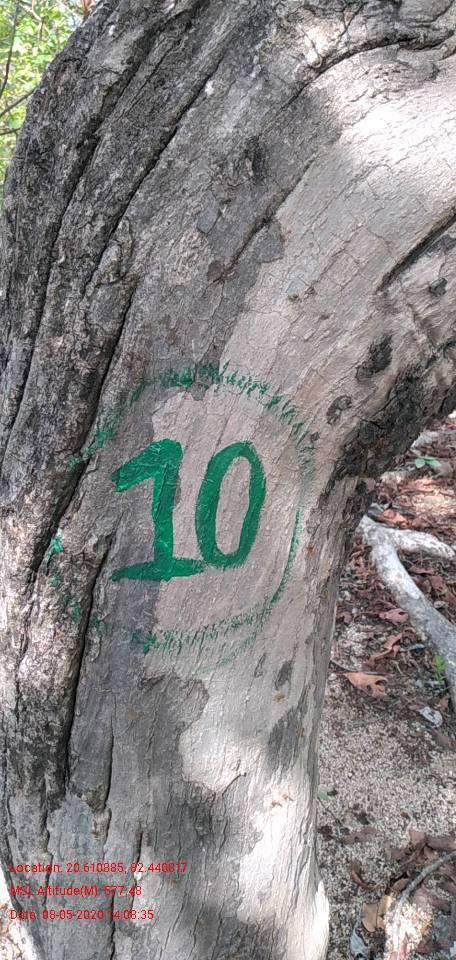 10
Location: 20.610885, 82.440817
MSL Altitude(M): 577.48
Date: 08-05-2020 14:08:35